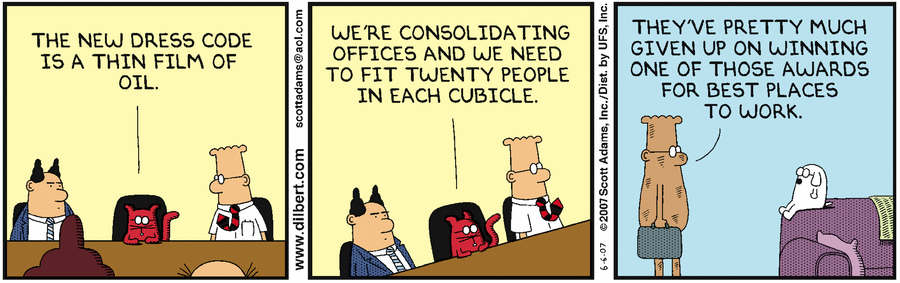 THE NEW DRESS CODE
IS A THIN FILM OF
OIL.
www.dilbert.com scottadams@aol.com
WE'RE CONSOLIDATING
OFFICES AND WE NEED
TO FIT TWENTY PEOPLE
IN EACH CUBICLE.
6-6-07 ©2007 Scott Adams, Inc./Dist. by UFS, Inc.
THEY'VE PRETTY MUCH
GIVEN UP ON WINNING
ONE OF THOSE AWARDS
FOR BEST PLACES
TO WORK.